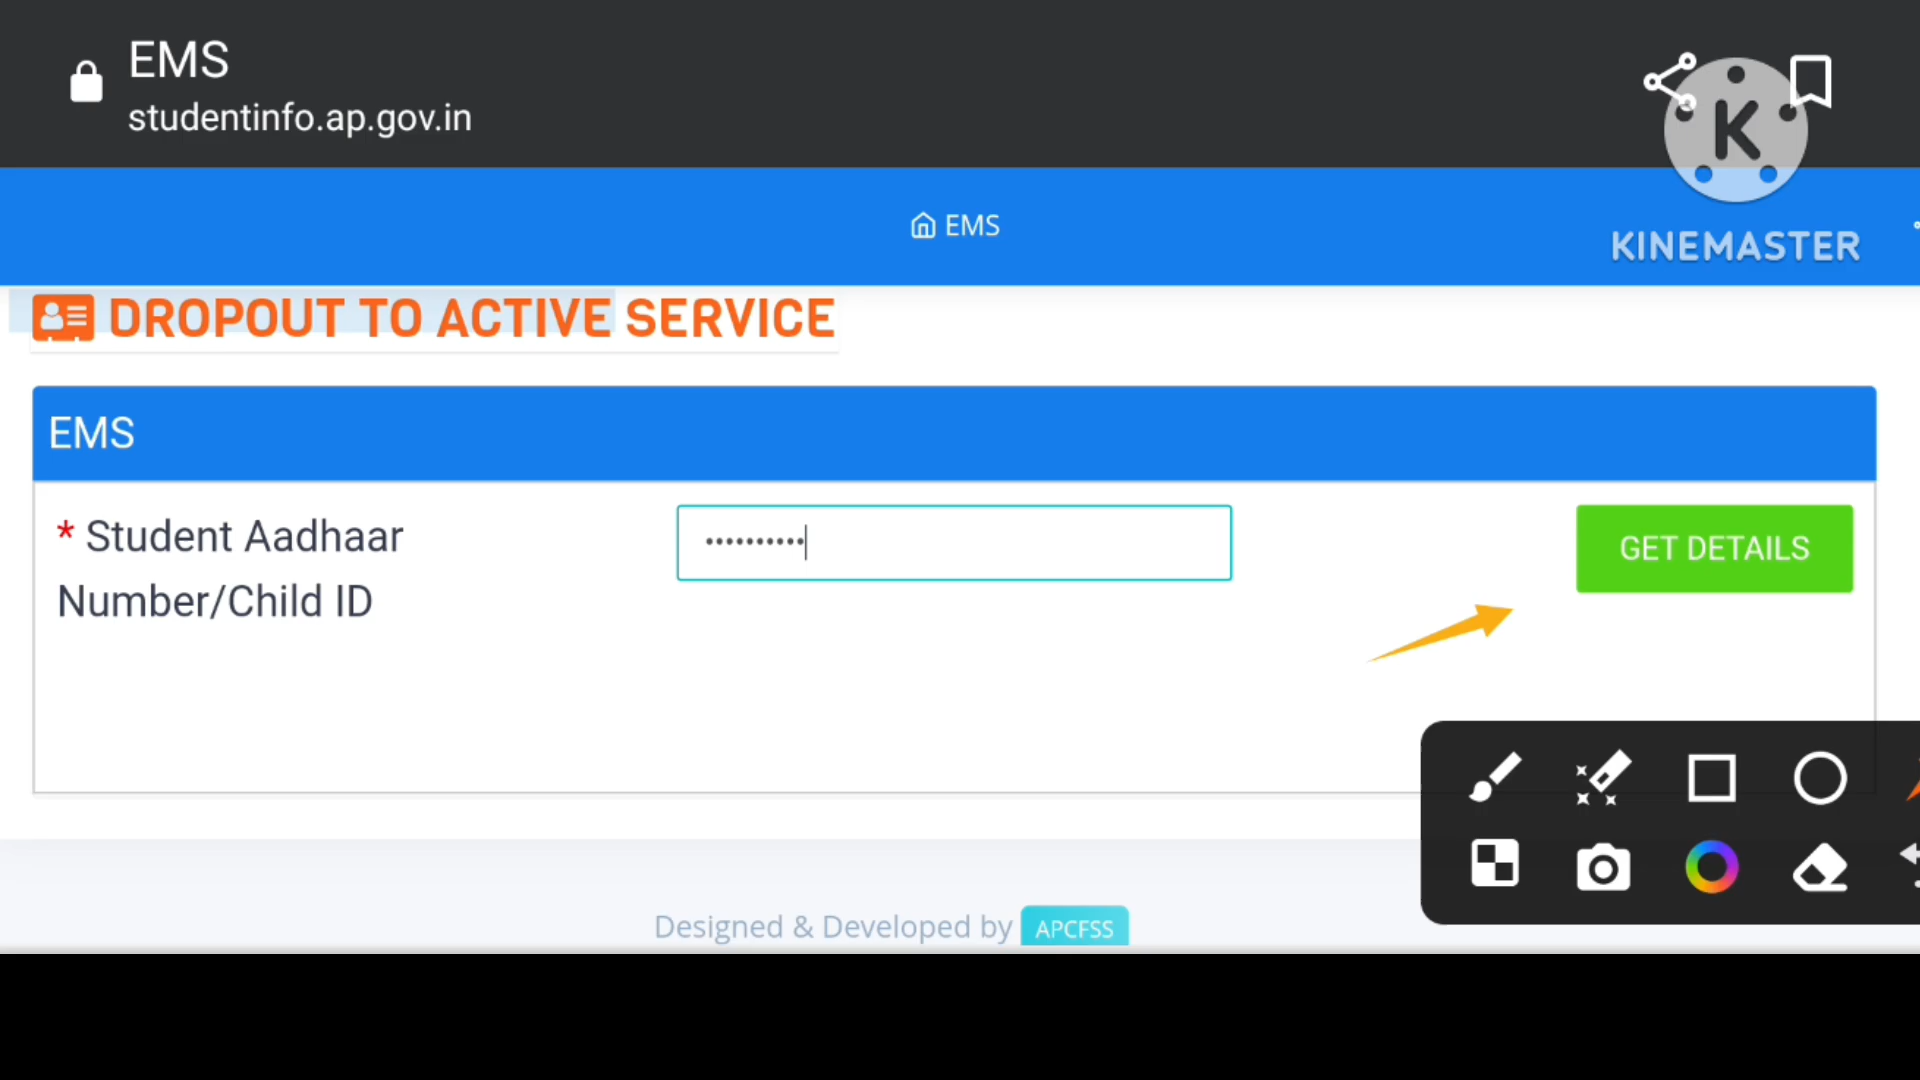 EMS
studentinfo.ap.gov.in
K
EMS
KINEMASTER
DROPOUT TO ACTIVE SERVICE
EMS
* Student Aadhaar
Number/Child ID
••••••••••
GET DETAILS
Designed & Developed by APCFSS